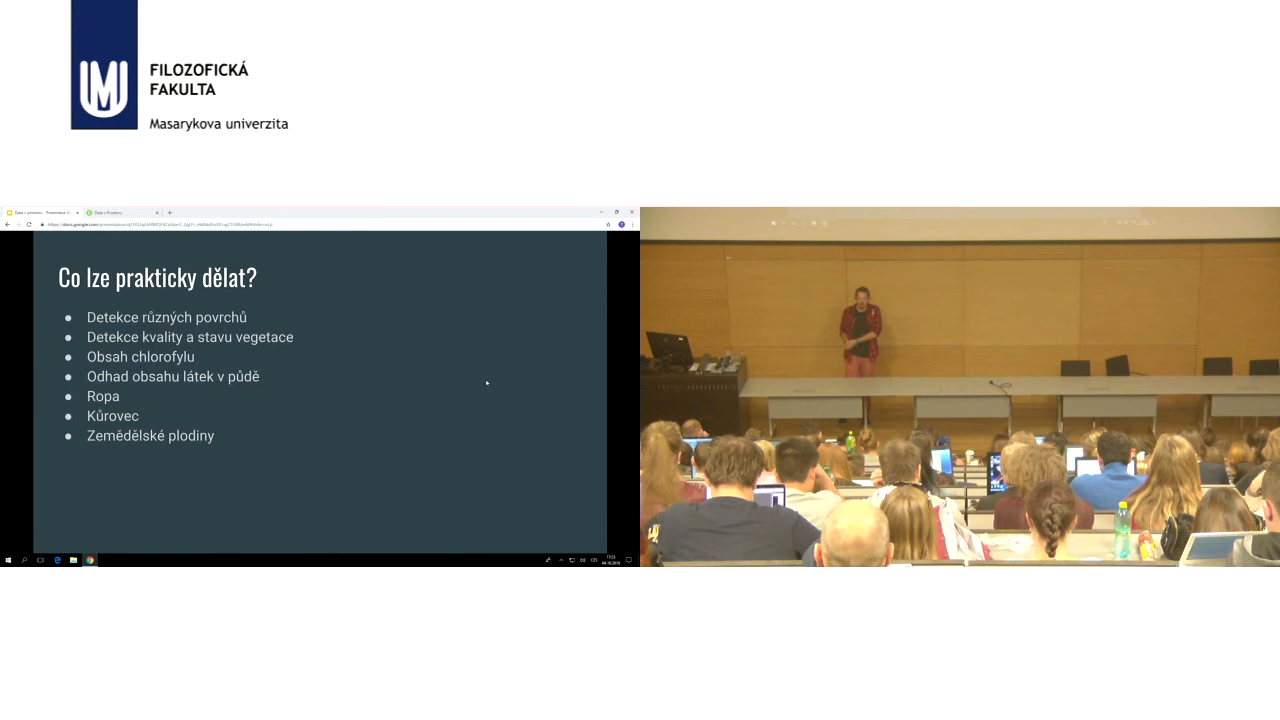 FILOZOFICKÁ
FAKULTA
Masarykova univerzita
Co lze prakticky dělat?
● Detekce různých povrchů
● Detekce kvality a stavu vegetace
● Obsah chlorofylu
● Odhad obsahu látek v půdě
● Ropa
● Kůrovec
● Zemědělské plodiny